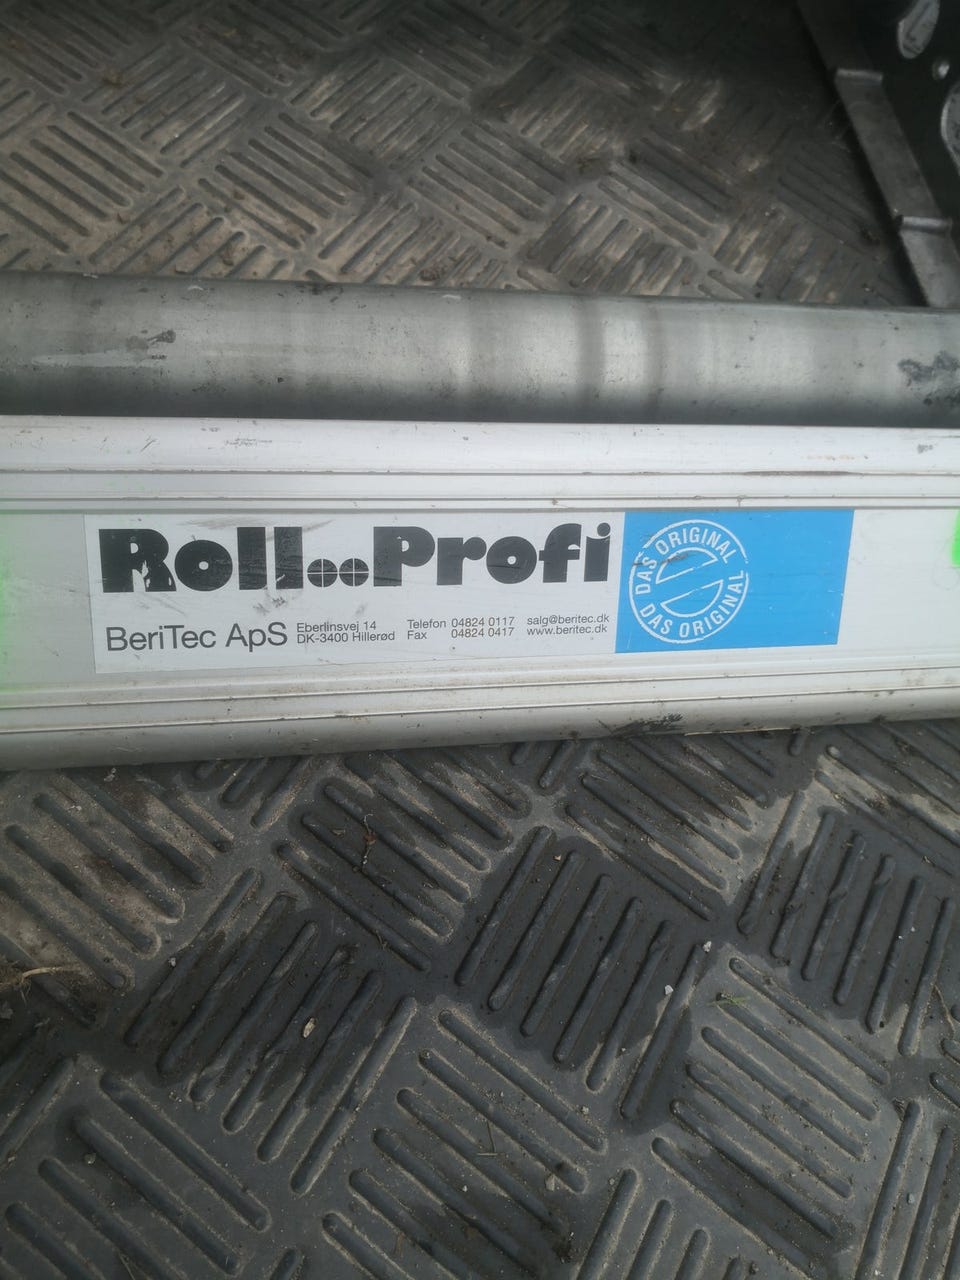 Roll..Profi
BeriTec ApS
Eberlinsvej 14
DK-3400 Hillerød
Telefon 04824 0117
Fax 04824 0417
salg@beritec.dk
www.beritec.dk
DAS ORIGINAL
DAS ORIGINAL